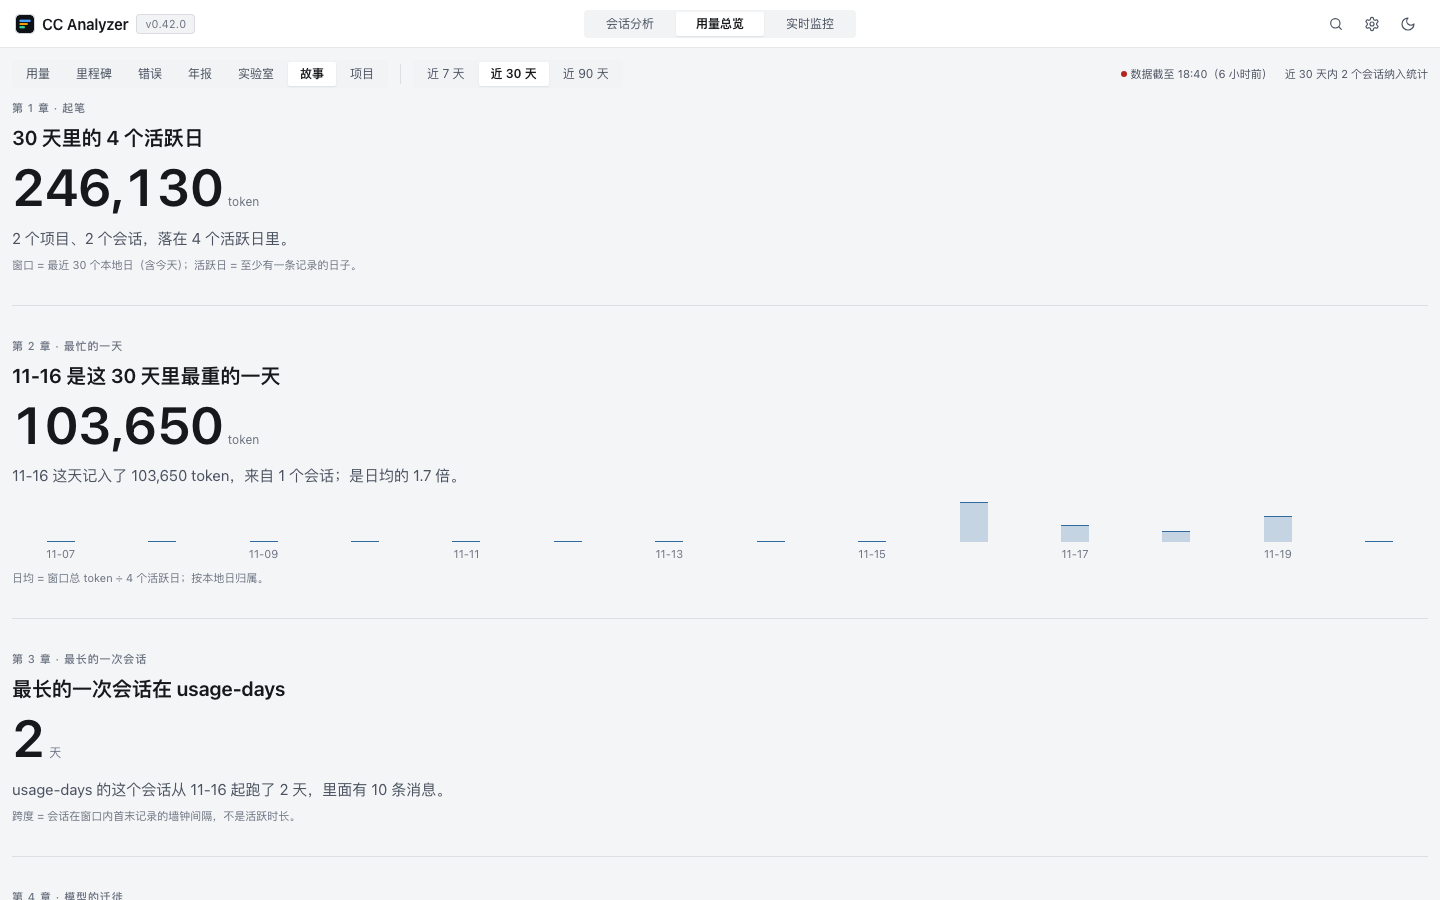 CC Analyzer v0.42.0 会话分析 用量总览 实时监控
用量 里程碑 错误 年报 实验室 故事 项目 近 7 天 近 30 天 近 90 天 数据截至 18:40（6 小时前） 近 30 天内 2 个会话纳入统计
第 1 章 · 起笔
30 天里的 4 个活跃日
246,130 token
2 个项目、2 个会话，落在 4 个活跃日里。
窗口 = 最近 30 个本地日（含今天）；活跃日 = 至少有一条记录的日子。
第 2 章 · 最忙的一天
11-16 是这 30 天里最重的一天
103,650 token
11-16 这天记入了 103,650 token，来自 1 个会话；是日均的 1.7 倍。
11-07 11-09 11-11 11-13 11-15 11-17 11-19
日均 = 窗口总 token ÷ 4 个活跃日；按本地日归属。
第 3 章 · 最长的一次会话
最长的一次会话在 usage-days
2 天
usage-days 的这个会话从 11-16 起跑了 2 天，里面有 10 条消息。
跨度 = 会话在窗口内首末记录的墙钟间隔，不是活跃时长。
第 4 章 · 模型的迁徙